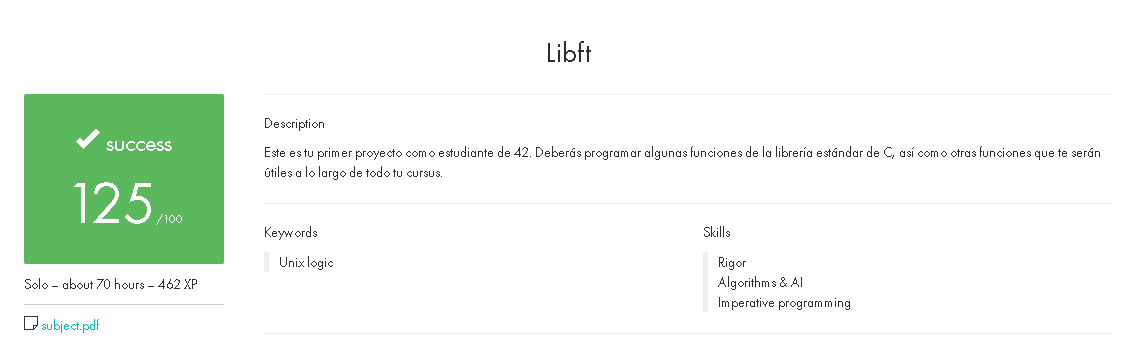 Libft
success
125 /100
Solo – about 70 hours – 462 XP
subject.pdf
Description
Este es tu primer proyecto como estudiante de 42. Deberás programar algunas funciones de la librería estándar de C, así como otras funciones que te serán
útiles a lo largo de todo tu cursus.
Keywords
Unix logic
Skills
Rigor
Algorithms & AI
Imperative programming